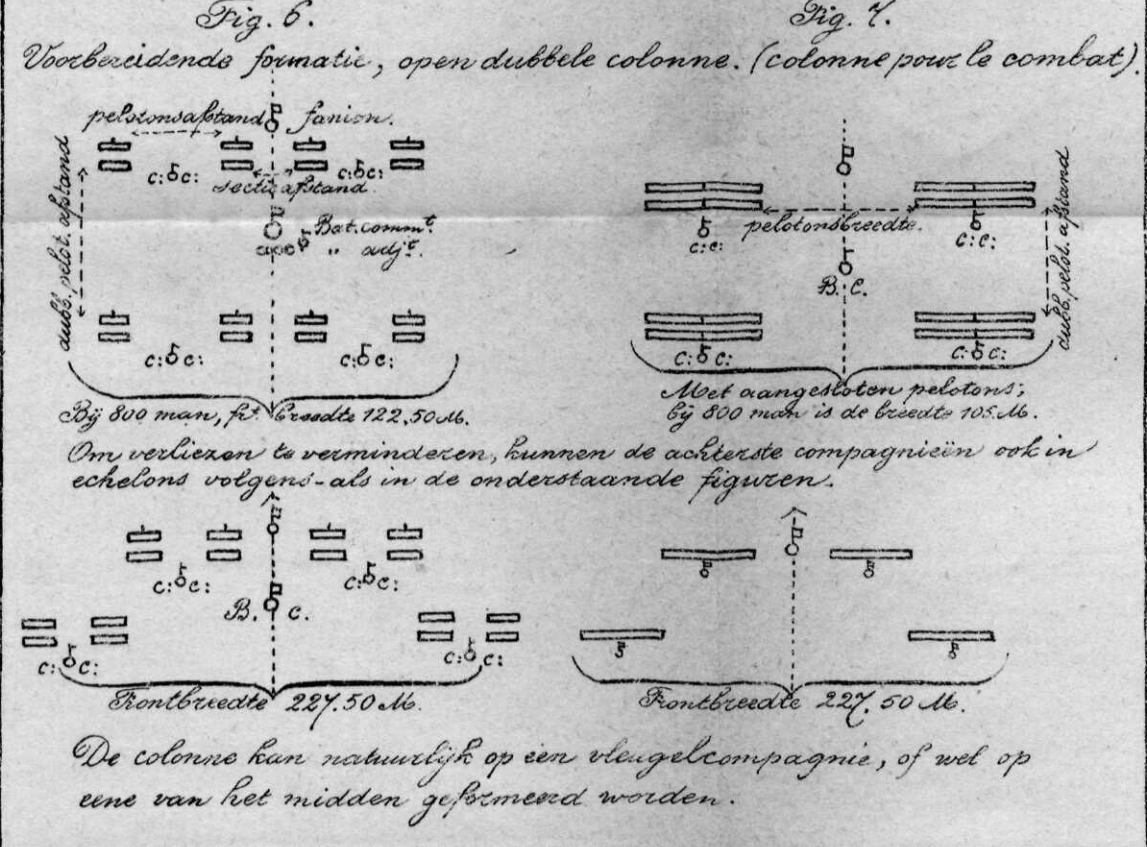 Fig. 6.
Fig. 7.
Voorbereidende formatie, open dubbele colonne. (colonne pour le combat).
pelotonsafstand
fanion.
c:c:
c:c:
sectieafstand
dubb. pelot. afstand
Bat. commt.
" adjt.
c:c:
c:c:
Bij 800 man, frt. breedte 122,50 M.
c:c:
pelotonsbreedte.
c:c:
B. C.
dubb. pelot. afstand
c:c:
c:c:
Met aangesloten pelotons;
bij 800 man is de breedte 105 M.
Om verliezen te verminderen, kunnen de achterste compagnieën ook in
echelons volgens - als in de onderstaande figuren.
c:c:
c:c:
B. C.
c:c:
c:c:
Frontbreedte 227.50 M.
Frontbreedte 227.50 M.
De colonne kan natuurlijk op een vleugelcompagnie, of wel op
eene van het midden geformeerd worden.